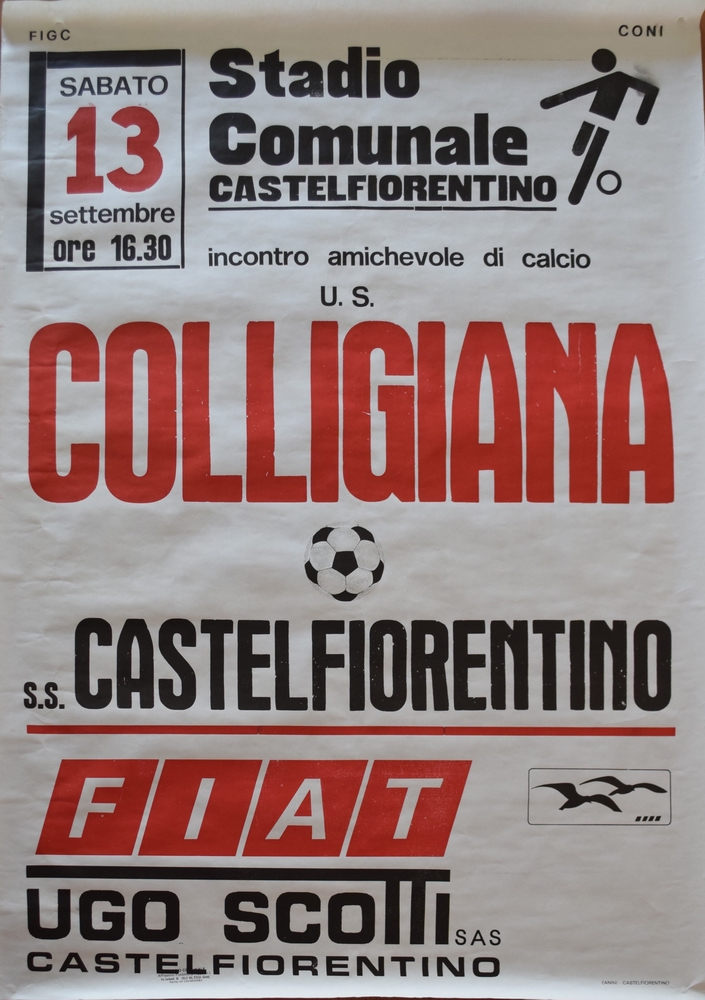 FIGC
CONI
SABATO
13
settembre
ore 16.30
Stadio
Comunale
CASTELFIORENTINO
incontro amichevole di calcio
U. S.
COLLIGIANA
s.s. CASTELFIORENTINO
FIAT
UGO SCOTTI SAS
CASTELFIORENTINO
CASTELFIORENTINO